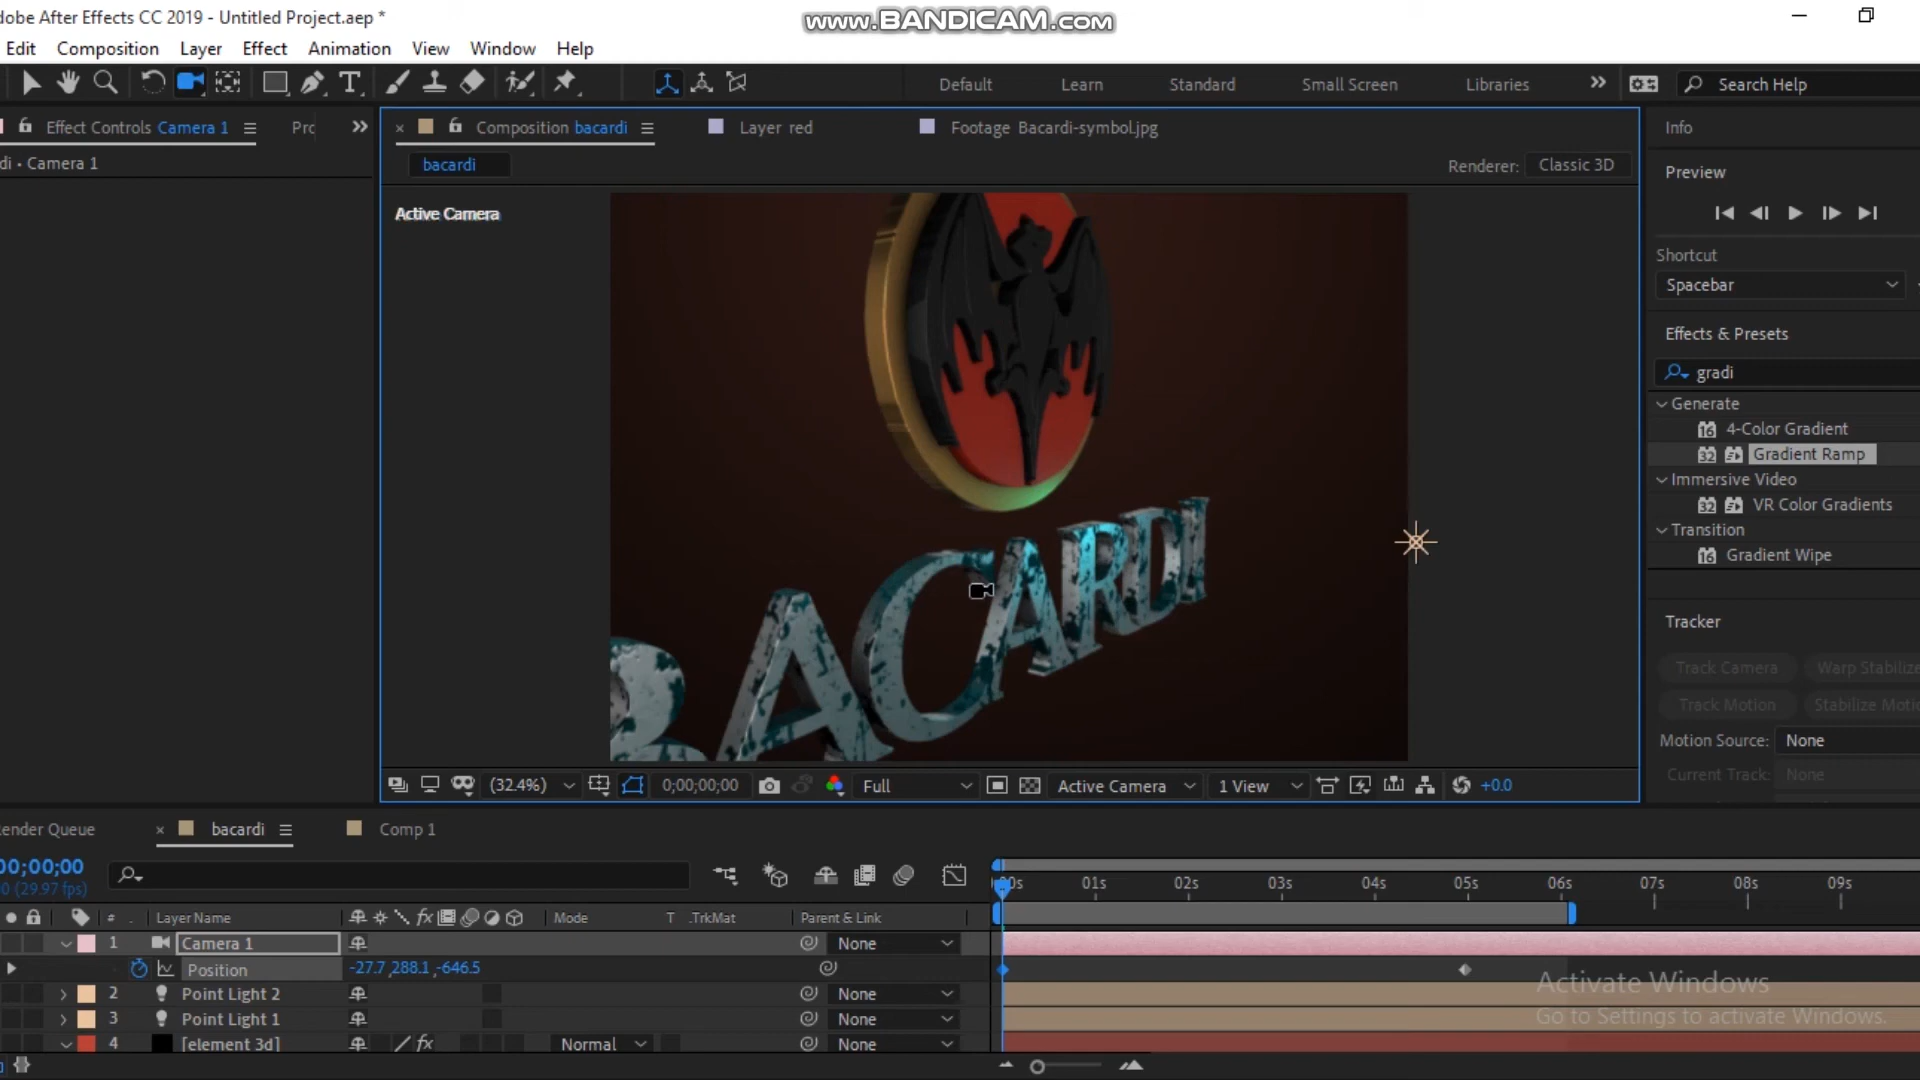 dobe After Effects CC 2019 - Untitled Project.aep *
www.BANDICAM.com
Edit Composition Layer Effect Animation View Window Help
Default Learn Standard Small Screen Libraries Search Help
Effect Controls Camera 1 Composition bacardi Layer red Footage Bacardi-symbol.jpg Info
di • Camera 1
bacardi
Renderer: Classic 3D
Preview
Active Camera
Shortcut
Spacebar
Effects & Presets
gradi
Generate
4-Color Gradient
Gradient Ramp
Immersive Video
VR Color Gradients
Transition
Gradient Wipe
BACARDI
Tracker
Track Camera Warp Stabilize
Track Motion Stabilize Motio
Motion Source: None
Current Track: None
(32.4%) 0;00;00;00 Full Active Camera 1 View +0.0
ender Queue bacardi Comp 1
00;00;00
0 (29.97 fps)
00s 01s 02s 03s 04s 05s 06s 07s 08s 09s
# Layer Name Mode T .TrkMat Parent & Link
1 Camera 1 None
Position -27.7,288.1,-646.5
2 Point Light 2 None
3 Point Light 1 None
4 [element 3d] Normal None
Activate Windows
Go to Settings to activate Windows.